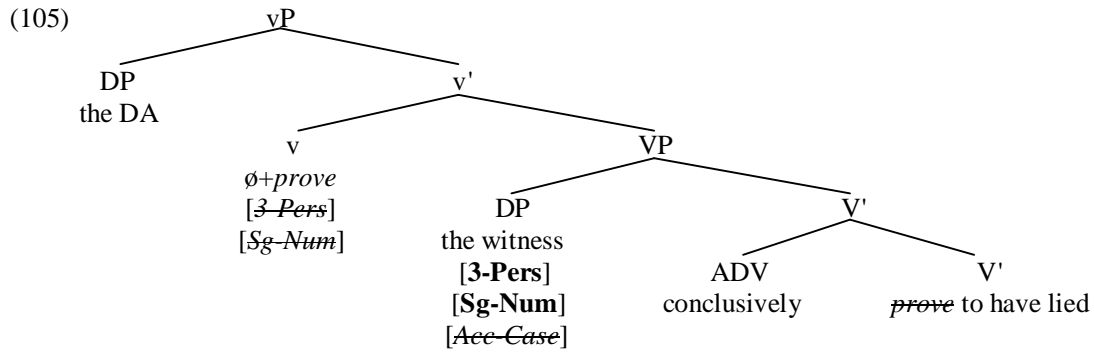 (105) vP
DP v'
the DA
v VP
ø+prove
[3-Pers] DP V'
[Sg-Num] the witness
[3-Pers] ADV V'
[Sg-Num] conclusively prove to have lied
[Acc-Case]